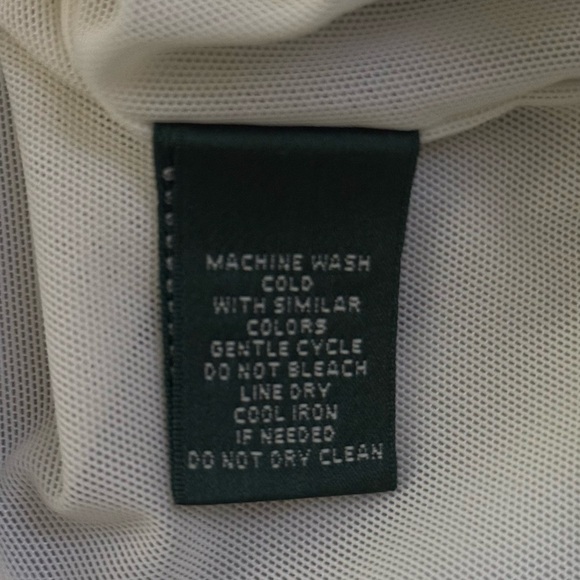 MACHINE WASH
COLD
WITH SIMILAR
COLORS
GENTLE CYCLE
DO NOT BLEACH
LINE DRY
COOL IRON
IF NEEDED
DO NOT DRY CLEAN